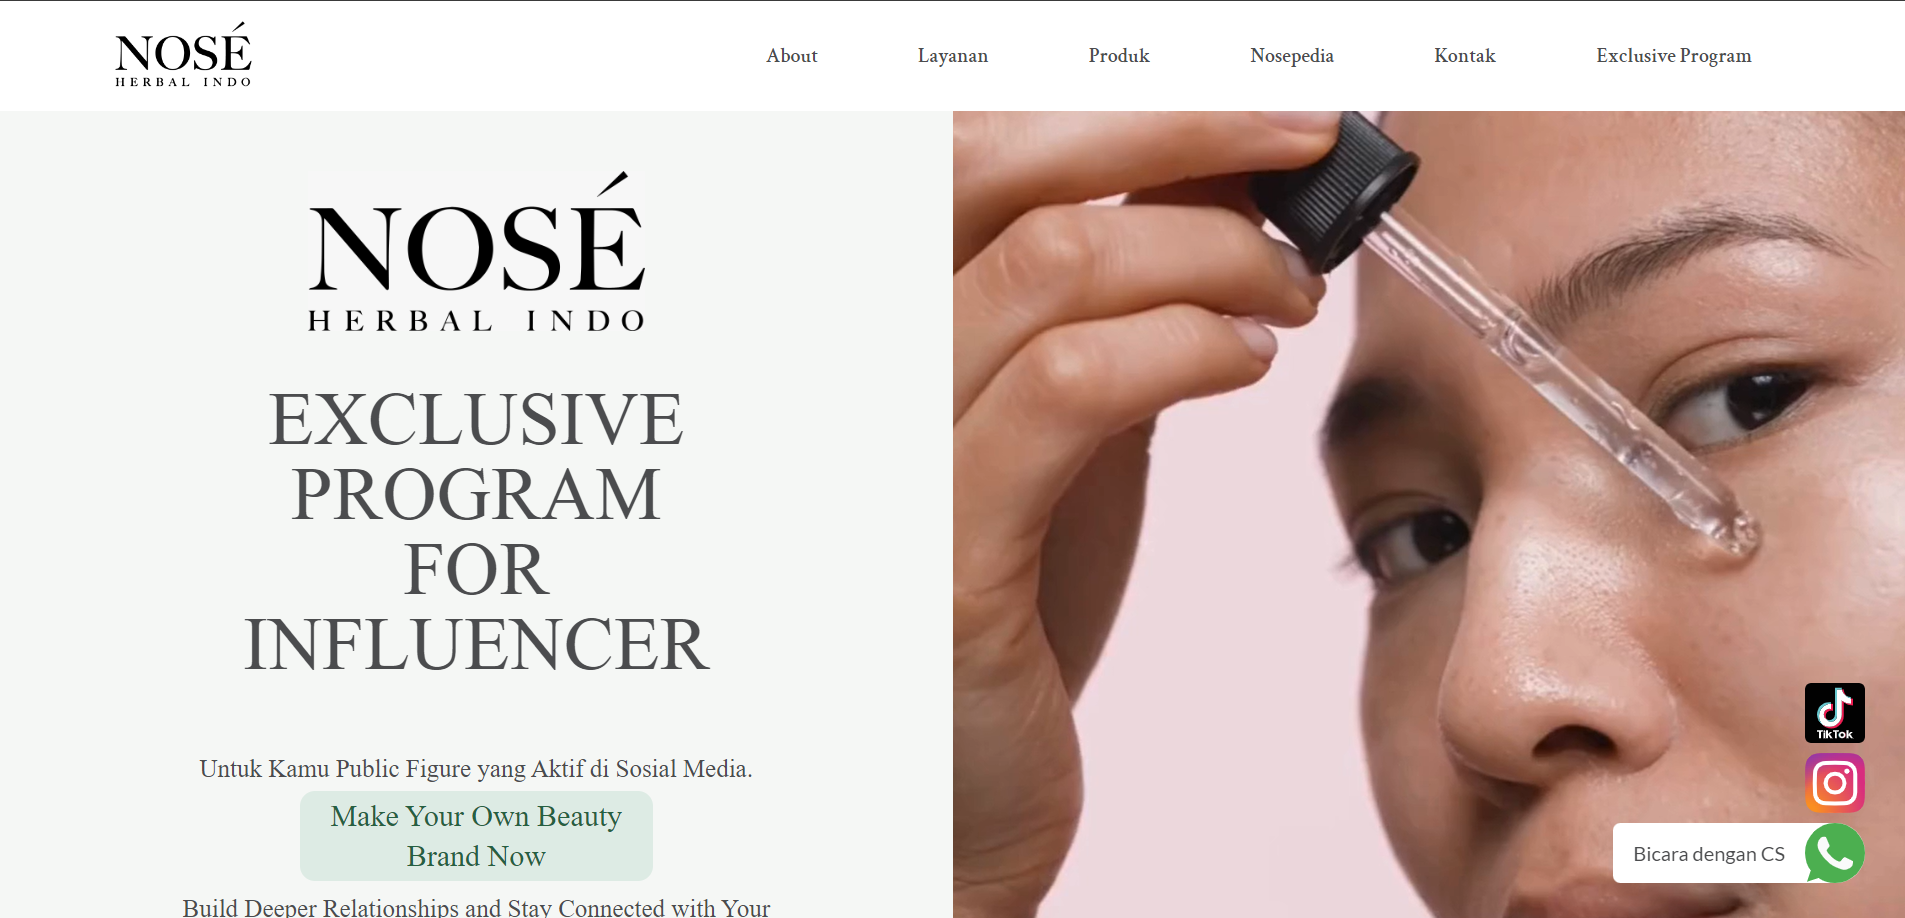 NOSÉ
HERBAL INDO
About
Layanan
Produk
Nosepedia
Kontak
Exclusive Program
NOSÉ
HERBAL INDO
EXCLUSIVE
PROGRAM
FOR
INFLUENCER
Untuk Kamu Public Figure yang Aktif di Sosial Media.
Make Your Own Beauty
Brand Now
Build Deeper Relationships and Stay Connected with Your
TikTok
Bicara dengan CS